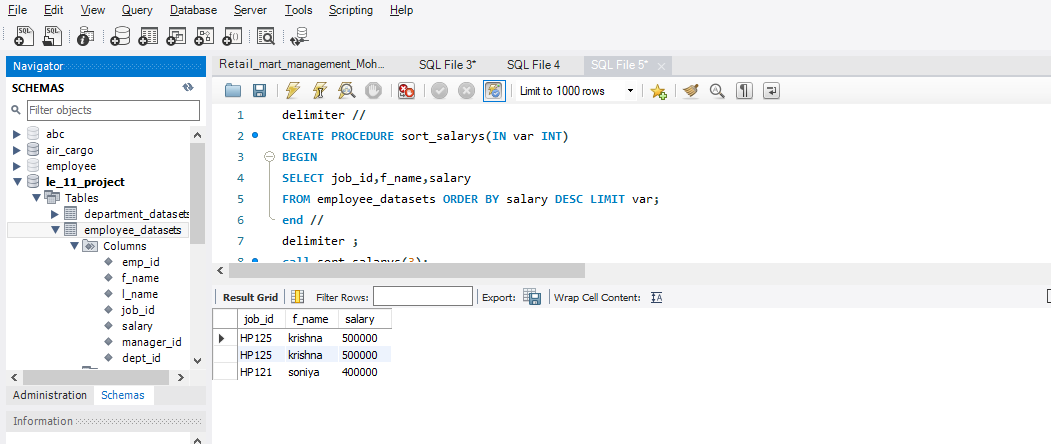 File Edit View Query Database Server Tools Scripting Help
Navigator
SCHEMAS
Filter objects
abc
air_cargo
employee
le_11_project
Tables
department_datasets
employee_datasets
Columns
emp_id
f_name
l_name
job_id
salary
manager_id
dept_id
Administration Schemas
Information
Retail_mart_management_Moh... SQL File 3* SQL File 4 SQL File 5*
Limit to 1000 rows
1 delimiter //
2 CREATE PROCEDURE sort_salarys(IN var INT)
3 BEGIN
4 SELECT job_id,f_name,salary
5 FROM employee_datasets ORDER BY salary DESC LIMIT var;
6 end //
7 delimiter ;
8 call sort_salarys(3);
Result Grid Filter Rows: Export: Wrap Cell Content:
job_id f_name salary
HP125 krishna 500000
HP125 krishna 500000
HP121 soniya 400000